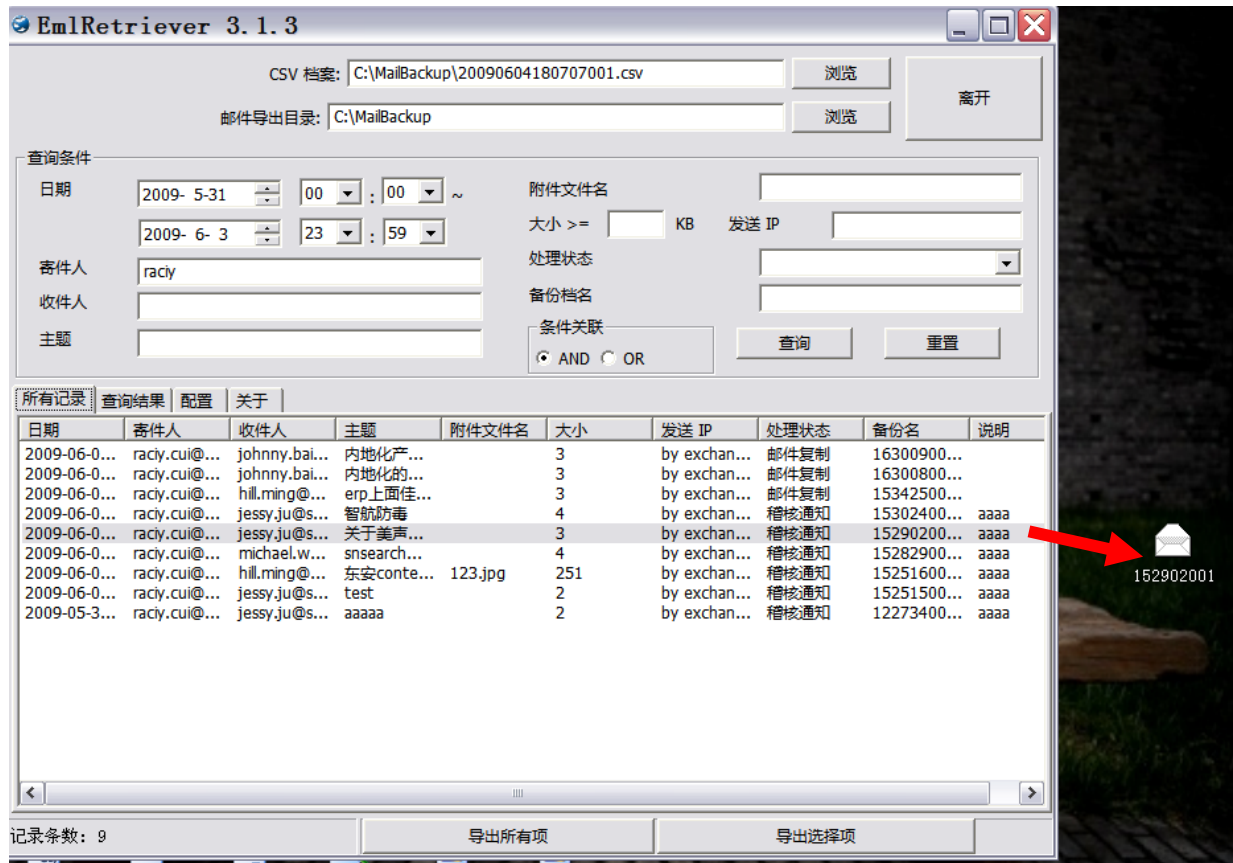 EmlRetriever 3.1.3
CSV 档案: C:\MailBackup\20090604180707001.csv 浏览
离开
邮件导出目录: C:\MailBackup 浏览
查询条件
日期 2009- 5-31 00 : 00 ~ 附件文件名
2009- 6- 3 23 : 59 大小 >= KB 发送 IP
寄件人 raciy 处理状态
收件人 备份档名
主题 条件关联 查询 重置
AND OR
所有记录 查询结果 配置 关于
日期 寄件人 收件人 主题 附件文件名 大小 发送 IP 处理状态 备份名 说明
2009-06-0... raciy.cui@... johnny.bai... 内地化产... 3 by exchan... 邮件复制 16300900...
2009-06-0... raciy.cui@... johnny.bai... 内地化的... 3 by exchan... 邮件复制 16300800...
2009-06-0... raciy.cui@... hill.ming@... erp上面佳... 3 by exchan... 邮件复制 15342500...
2009-06-0... raciy.cui@... jessy.ju@s... 智航防毒 4 by exchan... 稽核通知 15302400... aaaa
2009-06-0... raciy.cui@... jessy.ju@s... 关于美声... 3 by exchan... 稽核通知 15290200... aaaa
2009-06-0... raciy.cui@... michael.w... snsearch... 4 by exchan... 稽核通知 15282900... aaaa
2009-06-0... raciy.cui@... hill.ming@... 东安conte... 123.jpg 251 by exchan... 稽核通知 15251600... aaaa
2009-06-0... raciy.cui@... jessy.ju@s... test 2 by exchan... 稽核通知 15251500... aaaa
2009-05-3... raciy.cui@... jessy.ju@s... aaaaa 2 by exchan... 稽核通知 12273400... aaaa
152902001
记录条数: 9 导出所有项 导出选择项